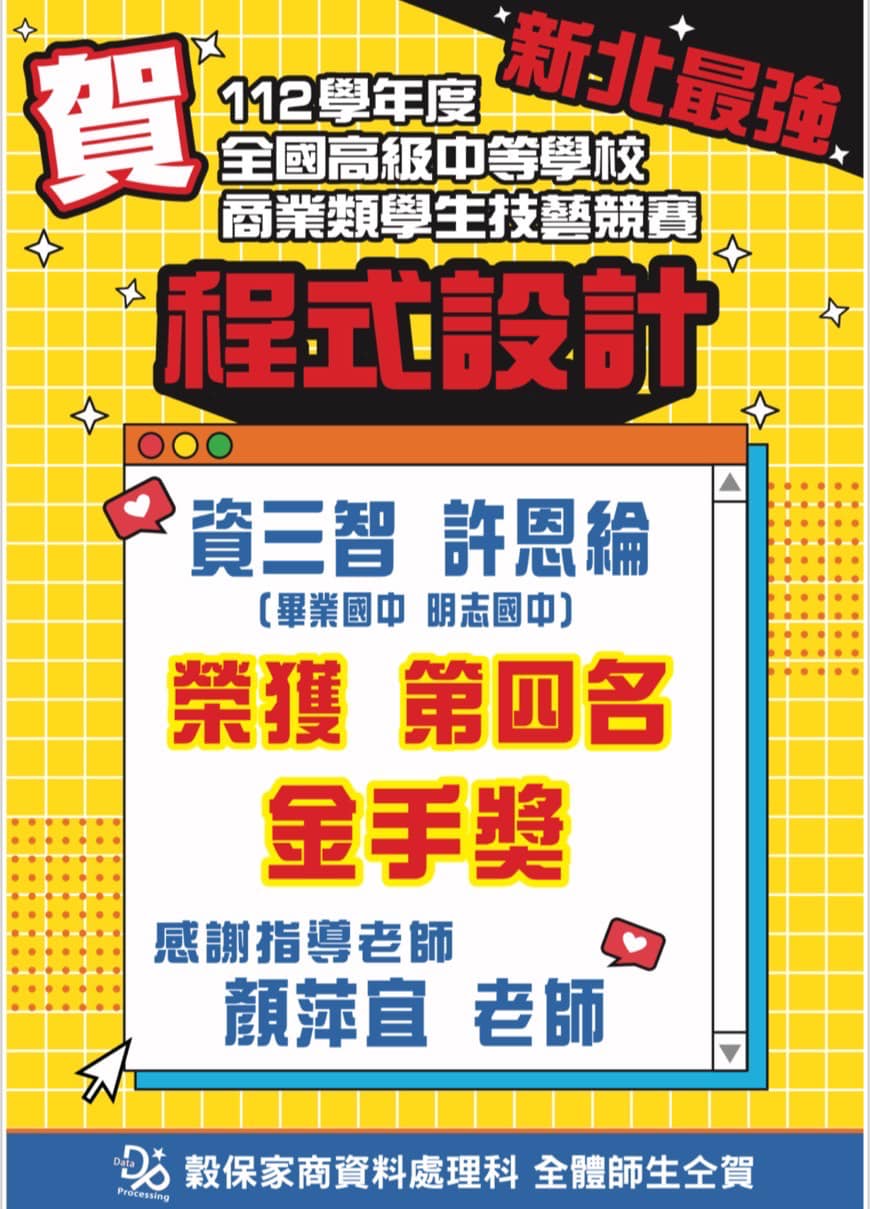 賀
新北最強
112學年度
全國高級中等學校
商業類學生技藝競賽
程式設計
資三智 許恩綸
(畢業國中 明志國中)
榮獲 第四名
金手獎
感謝指導老師
顏萍宜 老師
Data
Processing
穀保家商資料處理科 全體師生仝賀